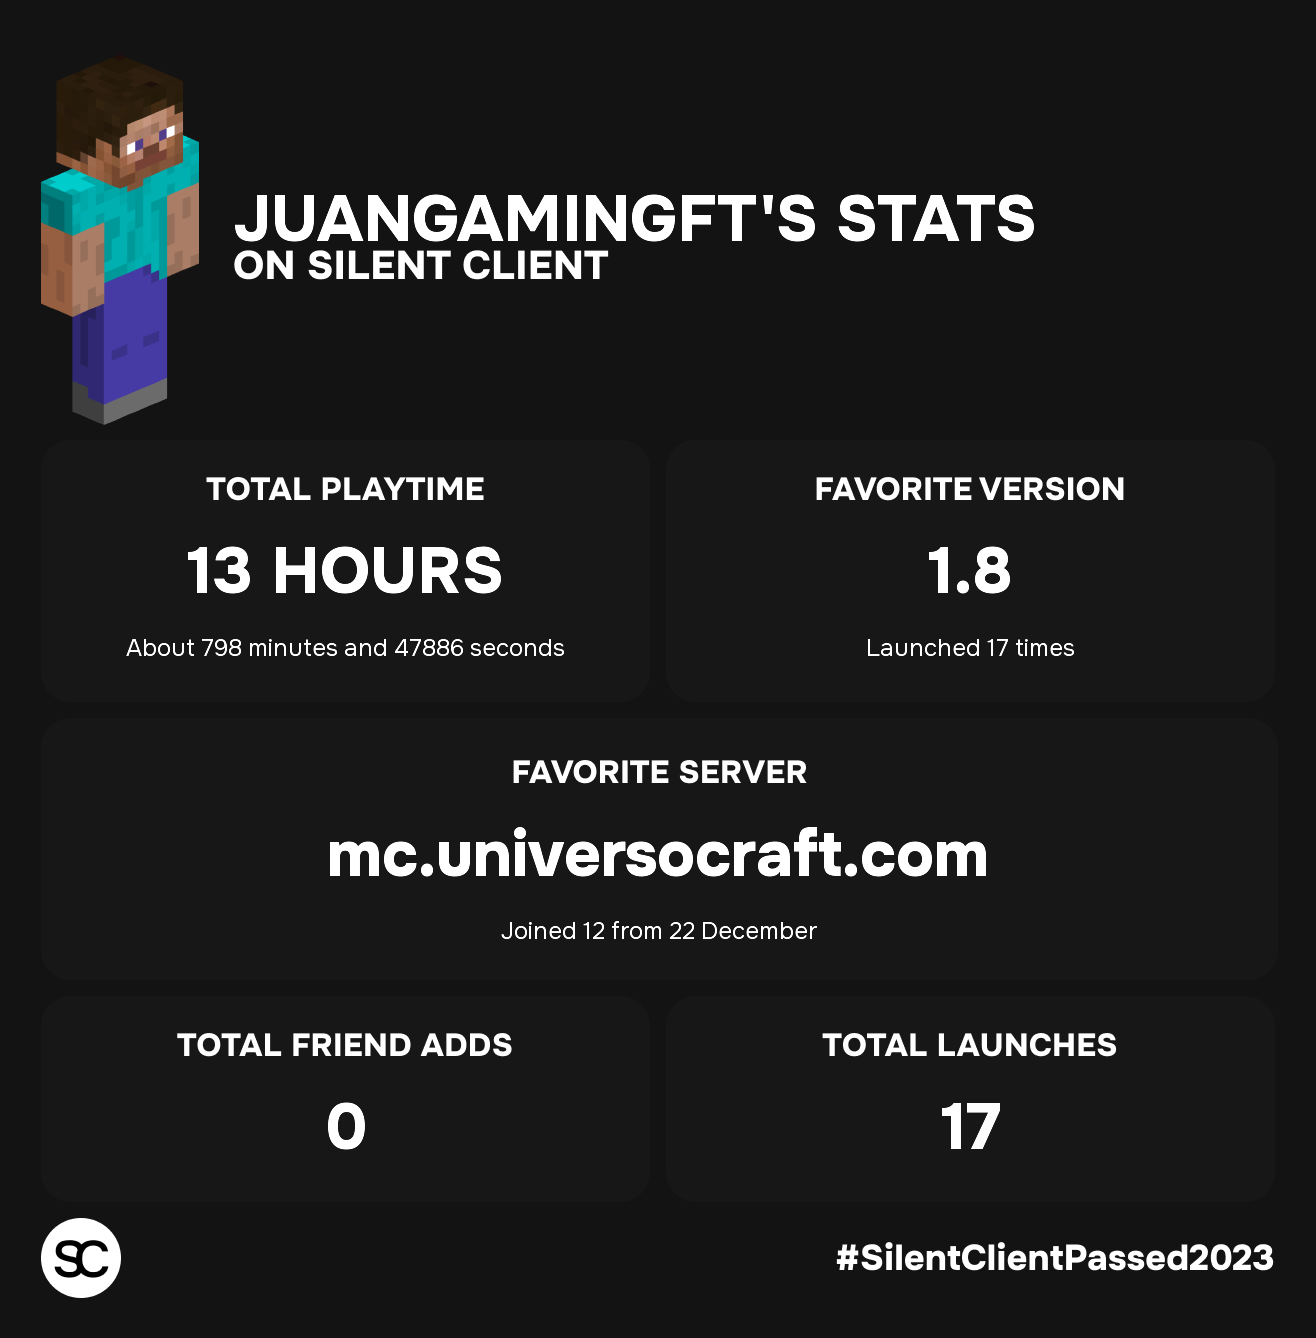 JUANGAMINGFT'S STATS
ON SILENT CLIENT
TOTAL PLAYTIME
13 HOURS
About 798 minutes and 47886 seconds
FAVORITE VERSION
1.8
Launched 17 times
FAVORITE SERVER
mc.universocraft.com
Joined 12 from 22 December
TOTAL FRIEND ADDS
0
TOTAL LAUNCHES
17
SC
#SilentClientPassed2023